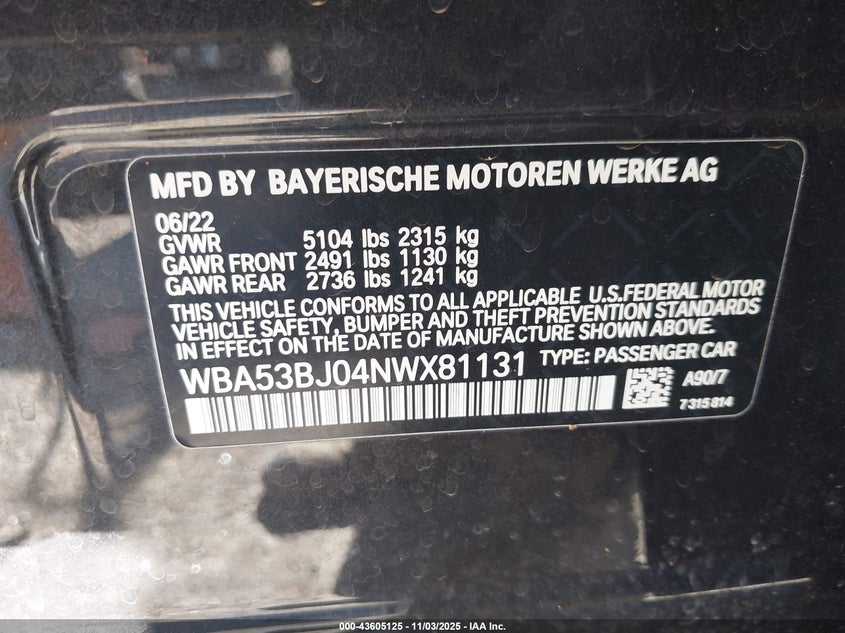 MFD BY BAYERISCHE MOTOREN WERKE AG
06/22
GVWR 5104 lbs 2315 kg
GAWR FRONT 2491 lbs 1130 kg
GAWR REAR 2736 lbs 1241 kg
THIS VEHICLE CONFORMS TO ALL APPLICABLE U.S.FEDERAL MOTOR
VEHICLE SAFETY, BUMPER AND THEFT PREVENTION STANDARDS
IN EFFECT ON THE DATE OF MANUFACTURE SHOWN ABOVE.
WBA53BJ04NWX81131 TYPE: PASSENGER CAR
A90/7
7315814
000-43605125 - 11/03/2025 - IAA Inc.